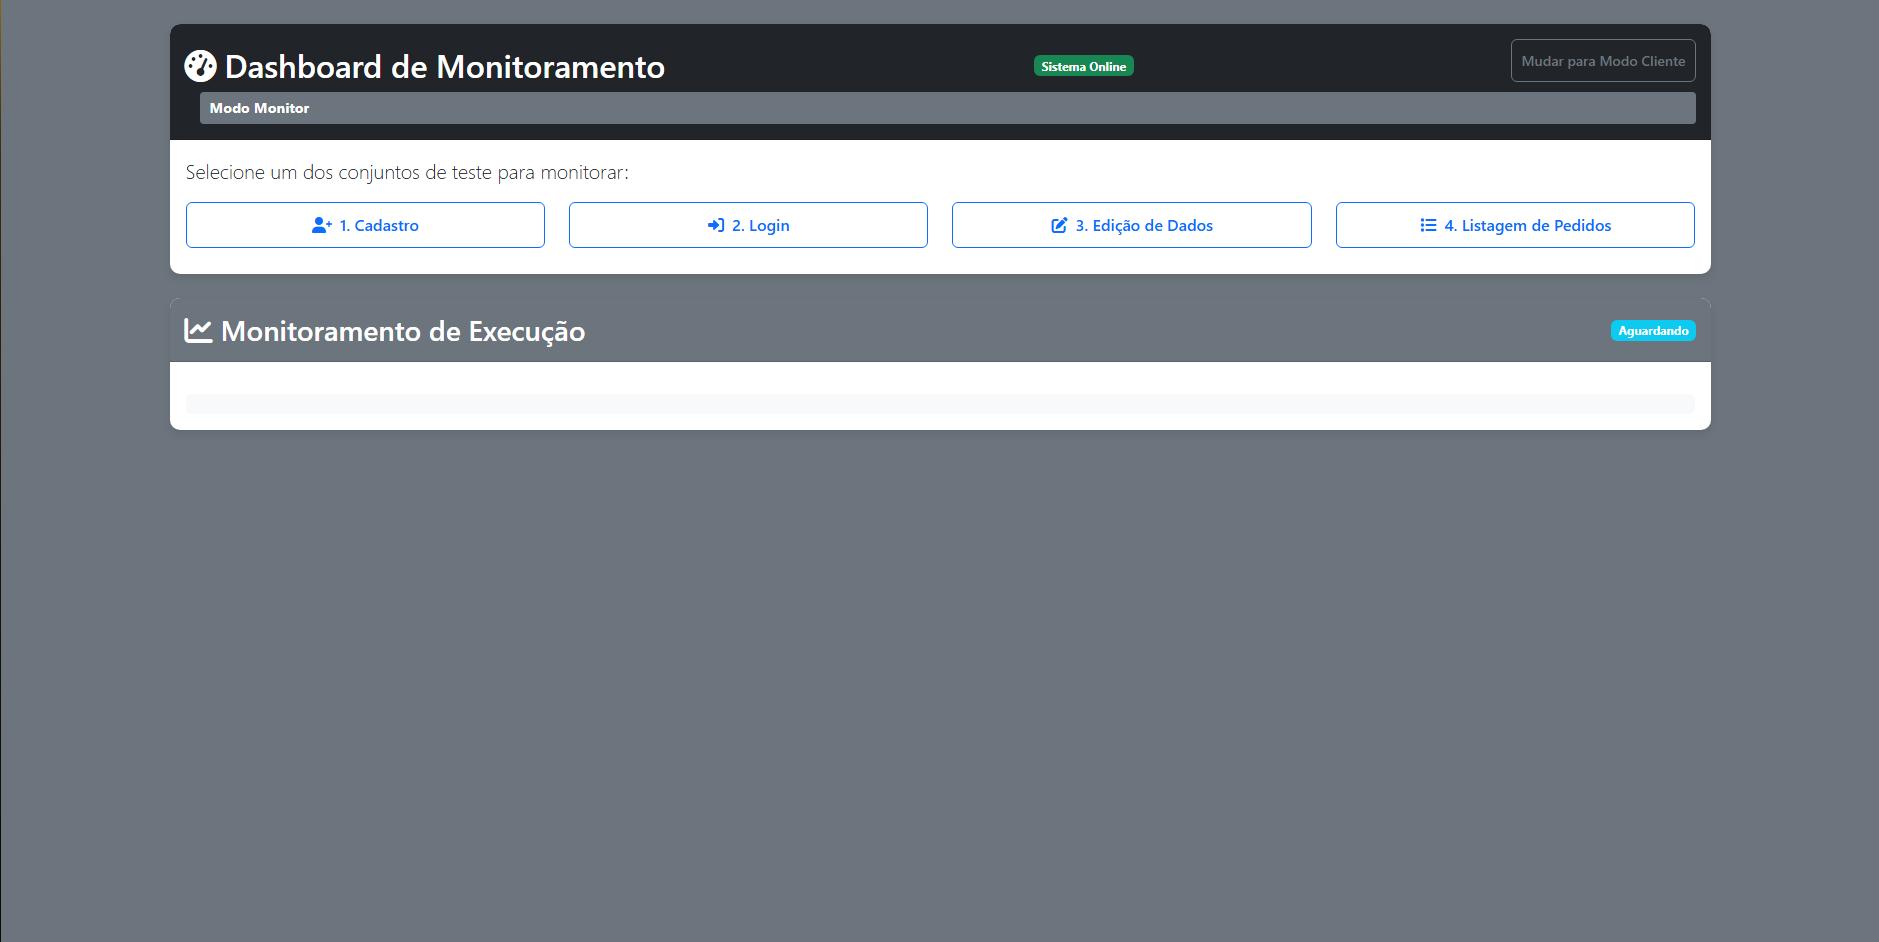 Dashboard de Monitoramento
Sistema Online
Mudar para Modo Cliente
Modo Monitor
Selecione um dos conjuntos de teste para monitorar:
1. Cadastro
2. Login
3. Edição de Dados
4. Listagem de Pedidos
Monitoramento de Execução
Aguardando